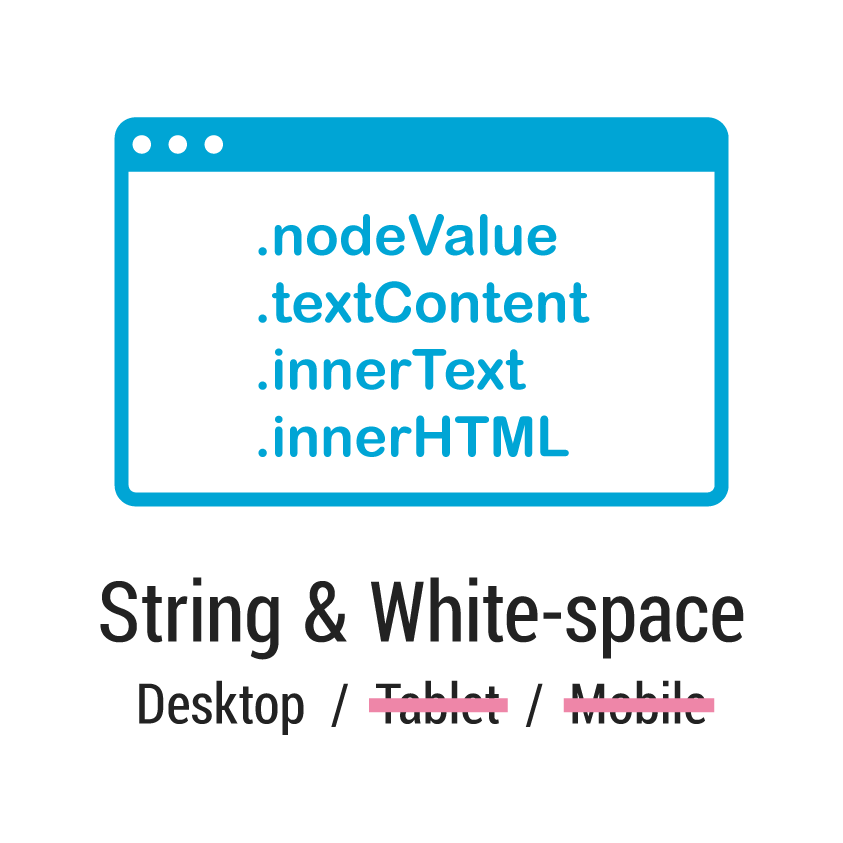 .nodeValue
.textContent
.innerText
.innerHTML
String & White-space
Desktop / Tablet / Mobile